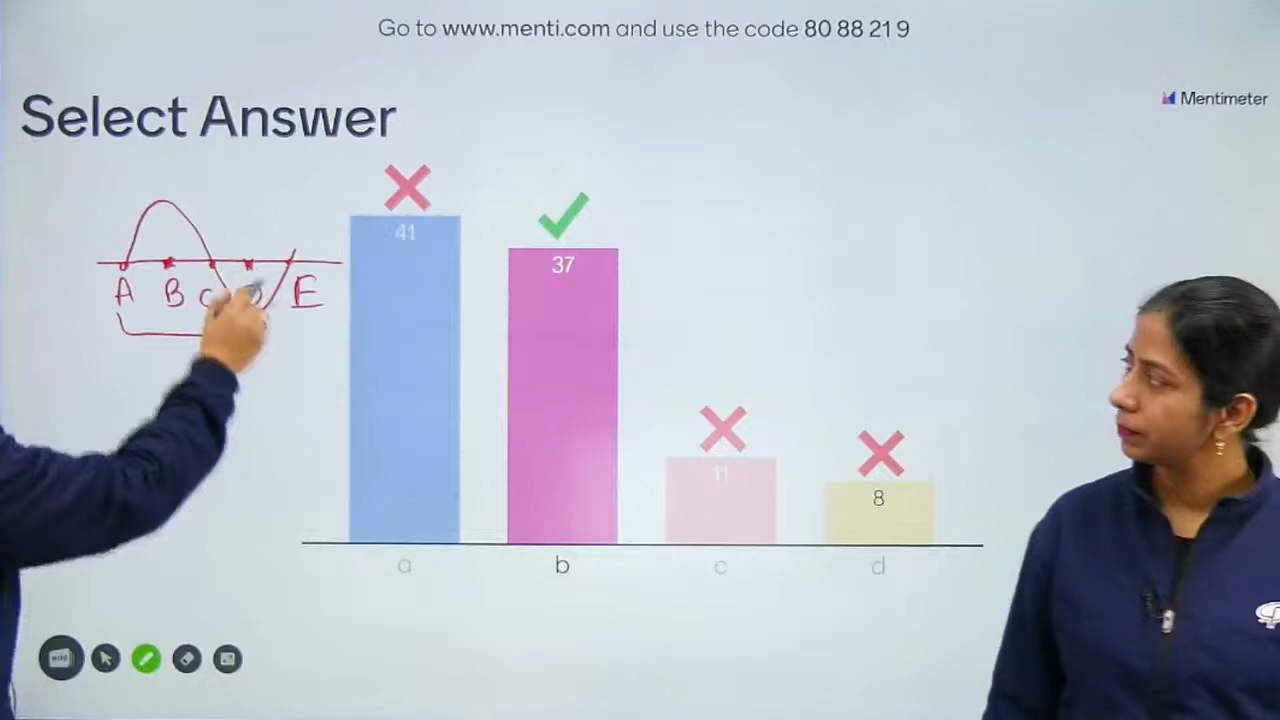 Go to www.menti.com and use the code 80 88 21 9
Mentimeter
Select Answer
41
37
11
8
A B C E
a b c d